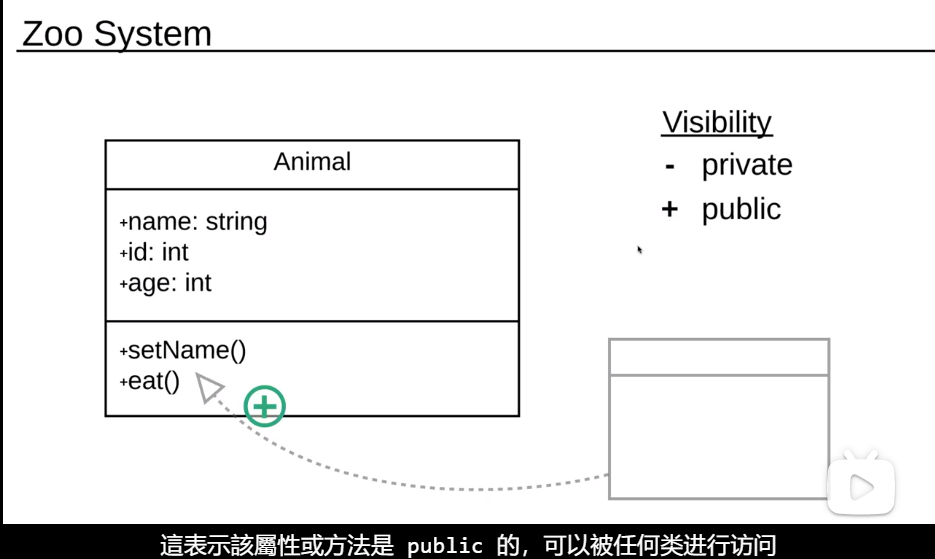 Zoo System
Visibility
- private
+ public
Animal
+name: string
+id: int
+age: int
+setName()
+eat()
這表示該屬性或方法是 public 的，可以被任何类进行访问